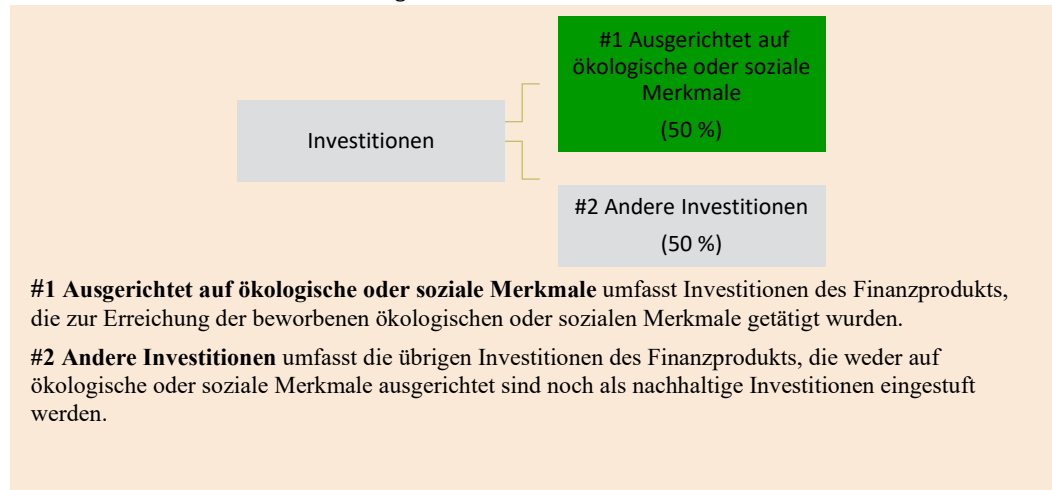 #1 Ausgerichtet auf
ökologische oder soziale
Merkmale
(50 %)
Investitionen
#2 Andere Investitionen
(50 %)
#1 Ausgerichtet auf ökologische oder soziale Merkmale umfasst Investitionen des Finanzprodukts,
die zur Erreichung der beworbenen ökologischen oder sozialen Merkmale getätigt wurden.
#2 Andere Investitionen umfasst die übrigen Investitionen des Finanzprodukts, die weder auf
ökologische oder soziale Merkmale ausgerichtet sind noch als nachhaltige Investitionen eingestuft
werden.